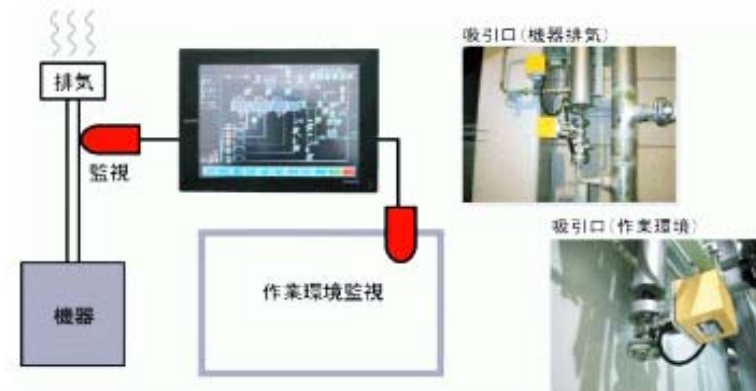 排気
監視
機器
作業環境監視
吸引口（機器排気）
吸引口（作業環境）